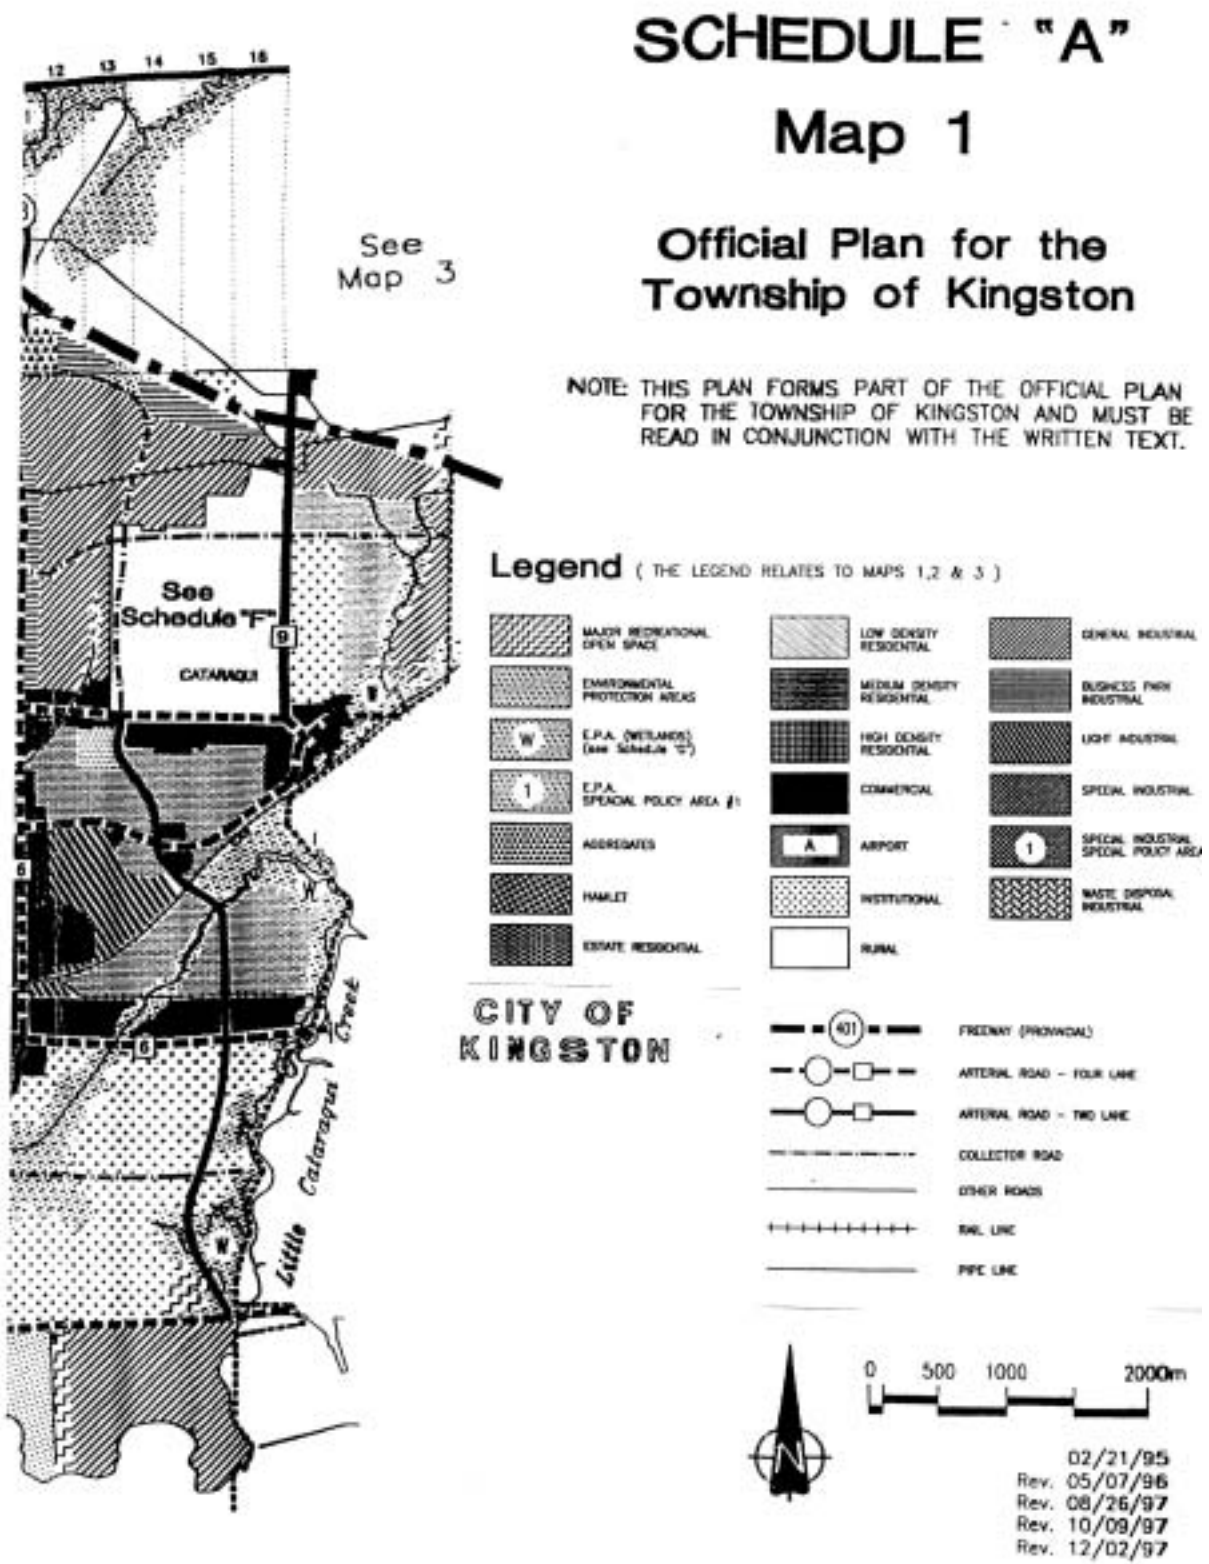 SCHEDULE "A"
Map 1
Official Plan for the
Township of Kingston
NOTE: THIS PLAN FORMS PART OF THE OFFICIAL PLAN
FOR THE TOWNSHIP OF KINGSTON AND MUST BE
READ IN CONJUNCTION WITH THE WRITTEN TEXT.
12 13 14 15 16
See
Map 3
See
Schedule "F"
9
CATARAQUI
W
6
W
6
W
Little Cataraqui Creek
CITY OF
KINGSTON
Legend ( THE LEGEND RELATES TO MAPS 1,2 & 3 )
MAJOR RECREATIONAL
OPEN SPACE
ENVIRONMENTAL
PROTECTION AREAS
W
E.P.A. (WETLANDS)
(see Schedule 'G')
1
E.P.A.
SPEACIAL POLICY AREA #1
AGGREGATES
HAMLET
ESTATE RESIDENTIAL
LOW DENSITY
RESIDENTIAL
MEDIUM DENSITY
RESIDENTIAL
HIGH DENSITY
RESIDENTIAL
COMMERCIAL
A
AIRPORT
INSTITUTIONAL
RURAL
GENERAL INDUSTRIAL
BUSINESS PARK
INDUSTRIAL
LIGHT INDUSTRIAL
SPECIAL INDUSTRIAL
1
SPECIAL INDUSTRIAL
SPECIAL POLICY AREA
WASTE DISPOSAL
INDUSTRIAL
401
FREEWAY (PROVINCIAL)
ARTERIAL ROAD - FOUR LANE
ARTERIAL ROAD - TWO LANE
COLLECTOR ROAD
OTHER ROADS
RAIL LINE
PIPE LINE
N
0 500 1000 2000m
02/21/95
Rev. 05/07/96
Rev. 08/26/97
Rev. 10/09/97
Rev. 12/02/97